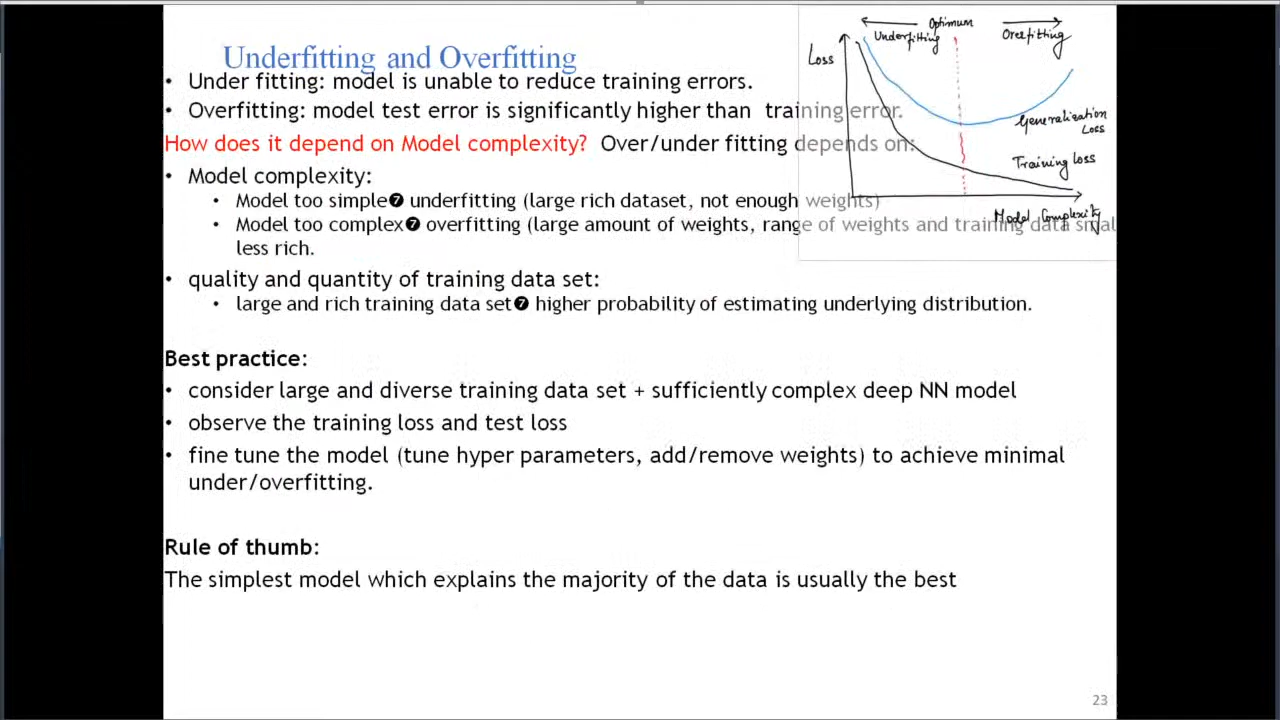 Underfitting and Overfitting
• Under fitting: model is unable to reduce training errors.
• Overfitting: model test error is significantly higher than training error.
How does it depend on Model complexity? Over/under fitting depends on:
• Model complexity:
• Model too simple❼ underfitting (large rich dataset, not enough weights)
• Model too complex❼ overfitting (large amount of weights, range of weights and training data small
less rich.
• quality and quantity of training data set:
• large and rich training data set❼ higher probability of estimating underlying distribution.
Best practice:
• consider large and diverse training data set + sufficiently complex deep NN model
• observe the training loss and test loss
• fine tune the model (tune hyper parameters, add/remove weights) to achieve minimal
under/overfitting.
Rule of thumb:
The simplest model which explains the majority of the data is usually the best
Optimum
Underfitting
Overfitting
Loss
Generalization
Loss
Training loss
Model Complexity
23